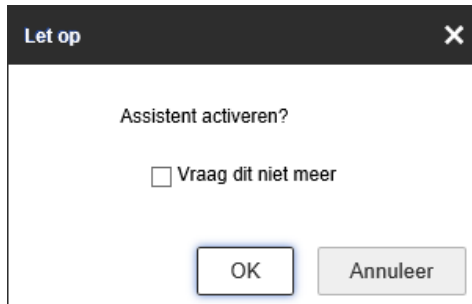 Let op
Assistent activeren?
Vraag dit niet meer
OK Annuleer